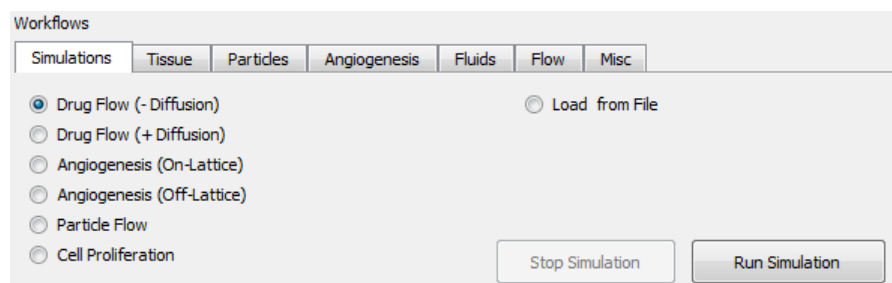 Workflows
Simulations Tissue Particles Angiogenesis Fluids Flow Misc
Drug Flow (- Diffusion) Load from File
Drug Flow (+ Diffusion)
Angiogenesis (On-Lattice)
Angiogenesis (Off-Lattice)
Particle Flow
Cell Proliferation Stop Simulation Run Simulation